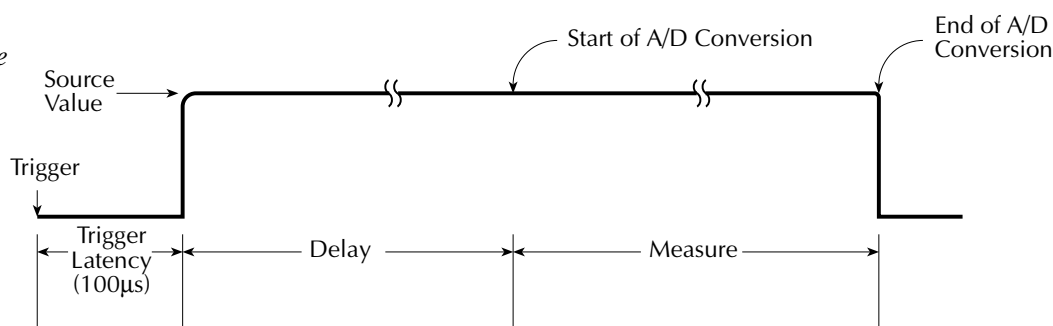 e
Start of A/D Conversion
End of A/D
Conversion
Source
Value
Trigger
Trigger
Latency
(100µs)
Delay
Measure